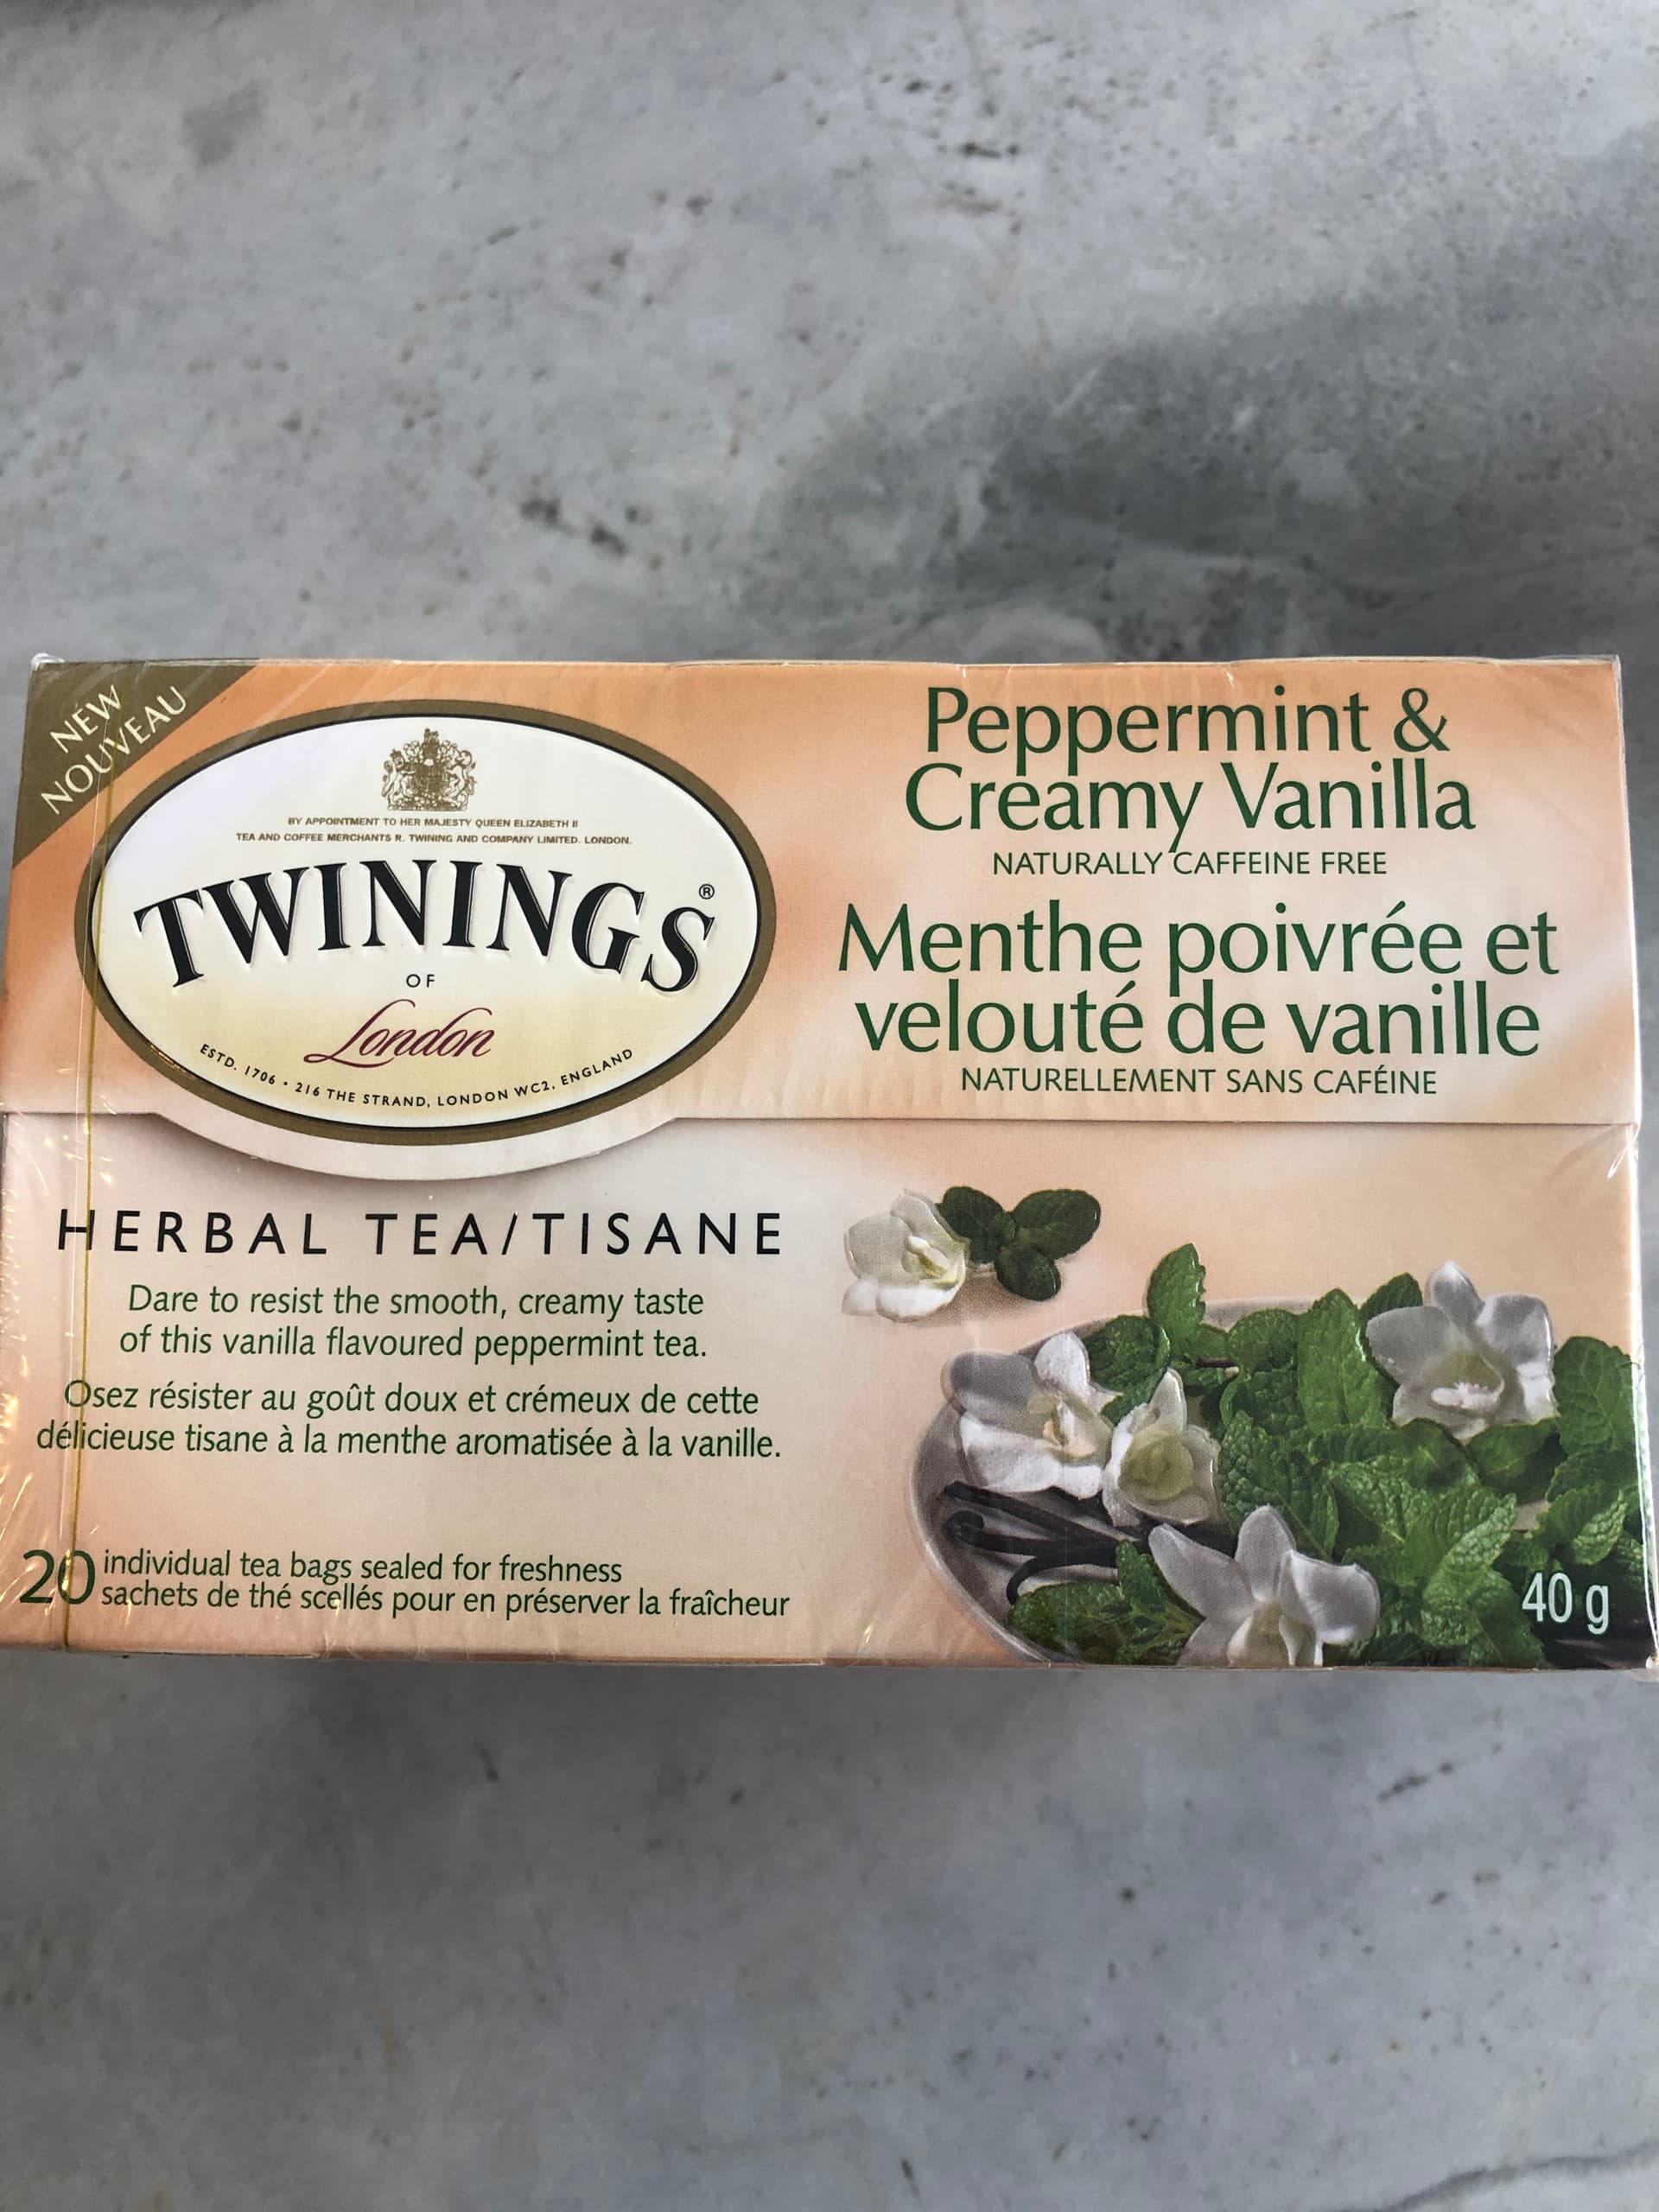 NEW
NOUVEAU
BY APPOINTMENT TO HER MAJESTY QUEEN ELIZABETH II
TEA AND COFFEE MERCHANTS R. TWINING AND COMPANY LIMITED. LONDON.
TWININGS®
OF
London
ESTD. 1706 • 216 THE STRAND, LONDON WC2, ENGLAND
Peppermint &
Creamy Vanilla
NATURALLY CAFFEINE FREE
Menthe poivrée et
velouté de vanille
NATURELLEMENT SANS CAFÉINE
HERBAL TEA/TISANE
Dare to resist the smooth, creamy taste
of this vanilla flavoured peppermint tea.
Osez résister au goût doux et crémeux de cette
délicieuse tisane à la menthe aromatisée à la vanille.
20 individual tea bags sealed for freshness
sachets de thé scellés pour en préserver la fraîcheur
40 g